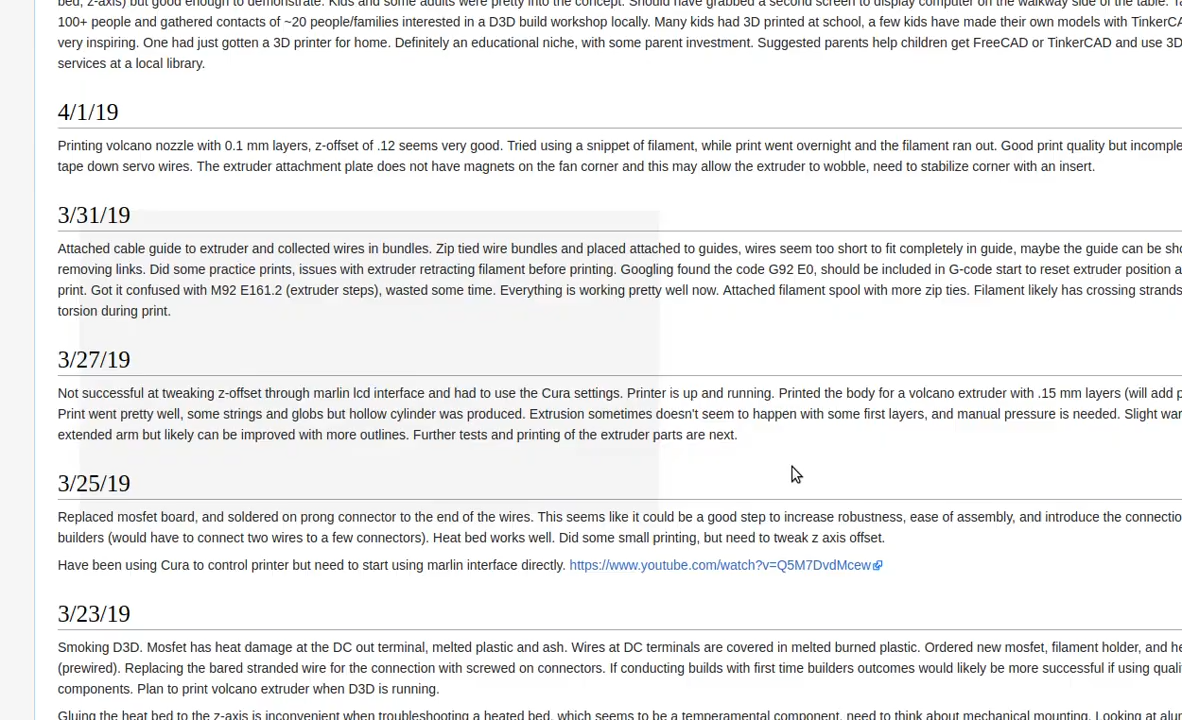 bed, z-axis) but good enough to demonstrate. Kids and some adults were pretty into the concept. Should have grabbed a second screen to display computer on the walkway side of the table.
100+ people and gathered contacts of ~20 people/families interested in a D3D build workshop locally. Many kids had 3D printed at school, a few kids have made their own models with TinkerCA
very inspiring. One had just gotten a 3D printer for home. Definitely an educational niche, with some parent investment. Suggested parents help children get FreeCAD or TinkerCAD and use 3D
services at a local library.
4/1/19
Printing volcano nozzle with 0.1 mm layers, z-offset of .12 seems very good. Tried using a snippet of filament, while print went overnight and the filament ran out. Good print quality but incomple
tape down servo wires. The extruder attachment plate does not have magnets on the fan corner and this may allow the extruder to wobble, need to stabilize corner with an insert.
3/31/19
Attached cable guide to extruder and collected wires in bundles. Zip tied wire bundles and placed attached to guides, wires seem too short to fit completely in guide, maybe the guide can be sho
removing links. Did some practice prints, issues with extruder retracting filament before printing. Googling found the code G92 E0, should be included in G-code start to reset extruder position a
print. Got it confused with M92 E161.2 (extruder steps), wasted some time. Everything is working pretty well now. Attached filament spool with more zip ties. Filament likely has crossing strands
torsion during print.
3/27/19
Not successful at tweaking z-offset through marlin lcd interface and had to use the Cura settings. Printer is up and running. Printed the body for a volcano extruder with .15 mm layers (will add p
Print went pretty well, some strings and globs but hollow cylinder was produced. Extrusion sometimes doesn't seem to happen with some first layers, and manual pressure is needed. Slight war
extended arm but likely can be improved with more outlines. Further tests and printing of the extruder parts are next.
3/25/19
Replaced mosfet board, and soldered on prong connector to the end of the wires. This seems like it could be a good step to increase robustness, ease of assembly, and introduce the connectio
builders (would have to connect two wires to a few connectors). Heat bed works well. Did some small printing, but need to tweak z axis offset.
Have been using Cura to control printer but need to start using marlin interface directly. https://www.youtube.com/watch?v=Q5M7DvdMcew
3/23/19
Smoking D3D. Mosfet has heat damage at the DC out terminal, melted plastic and ash. Wires at DC terminals are covered in melted burned plastic. Ordered new mosfet, filament holder, and he
(prewired). Replacing the bared stranded wire for the connection with screwed on connectors. If conducting builds with first time builders outcomes would likely be more successful if using quali
components. Plan to print volcano extruder when D3D is running.
Gluing the heat bed to the z-axis is inconvenient when troubleshooting a heated bed, which seems to be a temperamental component, need to think about mechanical mounting. Looking at alu